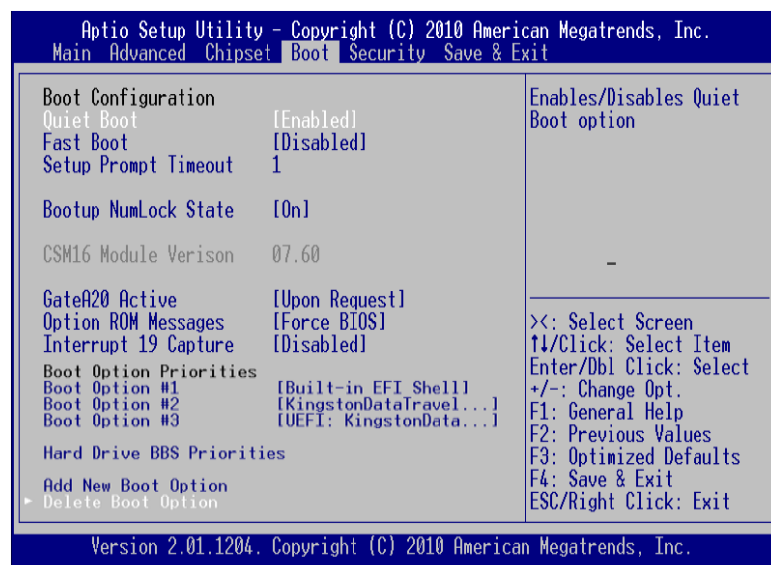 Aptio Setup Utility – Copyright (C) 2010 American Megatrends, Inc.
Main Advanced Chipset Boot Security Save & Exit
Boot Configuration
Quiet Boot [Enabled]
Fast Boot [Disabled]
Setup Prompt Timeout 1
Bootup NumLock State [On]
CSM16 Module Verison 07.60
GateA20 Active [Upon Request]
Option ROM Messages [Force BIOS]
Interrupt 19 Capture [Disabled]
Boot Option Priorities
Boot Option #1 [Built-in EFI Shell]
Boot Option #2 [KingstonDataTravel...]
Boot Option #3 [UEFI: KingstonData...]
Hard Drive BBS Priorities
Add New Boot Option
► Delete Boot Option
Enables/Disables Quiet
Boot option
><: Select Screen
↑↓/Click: Select Item
Enter/Dbl Click: Select
+/-: Change Opt.
F1: General Help
F2: Previous Values
F3: Optimized Defaults
F4: Save & Exit
ESC/Right Click: Exit
Version 2.01.1204. Copyright (C) 2010 American Megatrends, Inc.